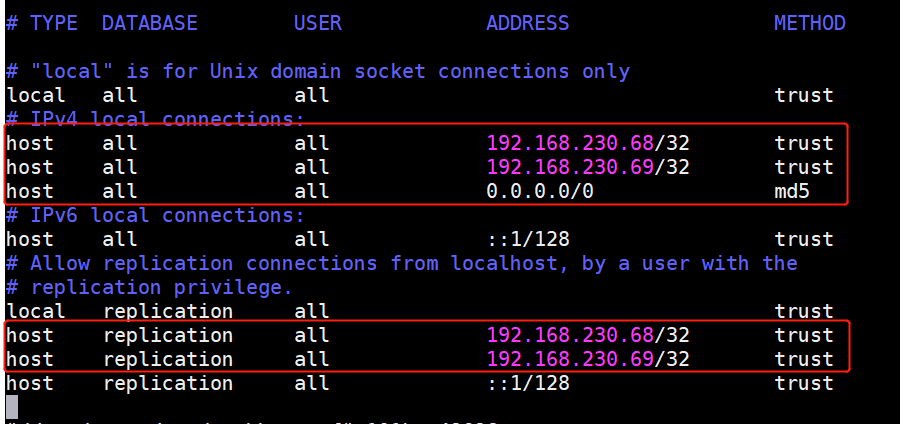 # TYPE  DATABASE        USER            ADDRESS                 METHOD
# "local" is for Unix domain socket connections only
local   all             all                                     trust
# IPv4 local connections:
host    all             all             192.168.230.68/32       trust
host    all             all             192.168.230.69/32       trust
host    all             all             0.0.0.0/0               md5
# IPv6 local connections:
host    all             all             ::1/128                 trust
# Allow replication connections from localhost, by a user with the
# replication privilege.
local   replication     all                                     trust
host    replication     all             192.168.230.68/32       trust
host    replication     all             192.168.230.69/32       trust
host    replication     all             ::1/128                 trust